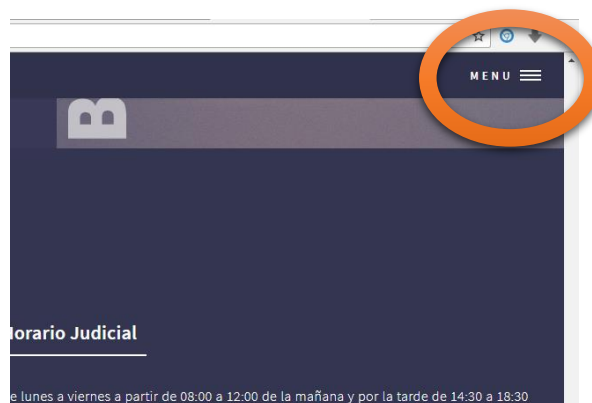 MENU
B
Horario Judicial
e lunes a viernes a partir de 08:00 a 12:00 de la mañana y por la tarde de 14:30 a 18:30